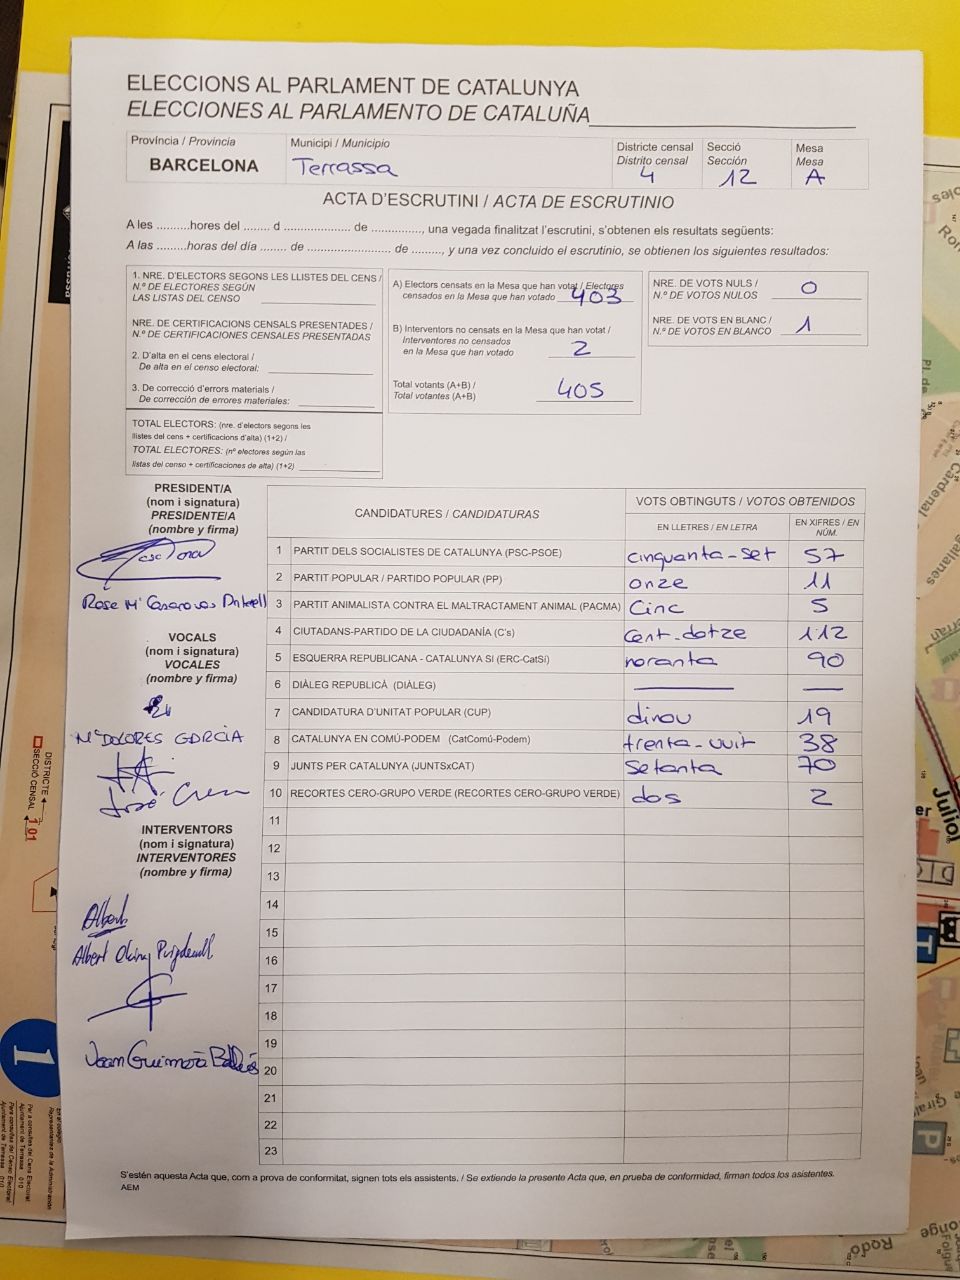 ELECCIONS AL PARLAMENT DE CATALUNYA
ELECCIONES AL PARLAMENTO DE CATALUÑA
Província / Provincia
BARCELONA
Municipi / Municipio
Terrassa
Districte censal
Distrito censal
4
Secció
Sección
12
Mesa
Mesa
A
ACTA D'ESCRUTINI / ACTA DE ESCRUTINIO
A les ..........hores del ........ d .................. de .............., una vegada finalitzat l'escrutini, s'obtenen els resultats següents:
A las .........horas del día ....... de ...................... de ........., y una vez concluido el escrutinio, se obtienen los siguientes resultados:
1. NRE. D'ELECTORS SEGONS LES LLISTES DEL CENS /
N.º DE ELECTORES SEGÚN
LAS LISTAS DEL CENSO
NRE. DE CERTIFICACIONS CENSALS PRESENTADES /
N.º DE CERTIFICACIONES CENSALES PRESENTADAS
2. D'alta en el cens electoral /
De alta en el censo electoral:
3. De correcció d'errors materials /
De corrección de errores materiales:
TOTAL ELECTORS: (nre. d'electors segons les
llistes del cens + certificacions d'alta) (1+2) /
TOTAL ELECTORES: (nº electores según las
listas del censo + certificaciones de alta) (1+2)
A) Electors censats en la Mesa que han votat / Electores
censados en la Mesa que han votado 403
B) Interventors no censats en la Mesa que han votat /
Interventores no censados
en la Mesa que han votado 2
Total votants (A+B) /
Total votantes (A+B) 405
NRE. DE VOTS NULS /
N.º DE VOTOS NULOS 0
NRE. DE VOTS EN BLANC /
N.º DE VOTOS EN BLANCO 1
PRESIDENT/A
(nom i signatura)
PRESIDENTE/A
(nombre y firma)
Rosa Mª Casanovas
VOCALS
(nom i signatura)
VOCALES
(nombre y firma)
Mª DOLORES GARCIA
José
INTERVENTORS
(nom i signatura)
INTERVENTORES
(nombre y firma)
Albert
Albert
Joan Guimerà
CANDIDATURES / CANDIDATURAS
VOTS OBTINGUTS / VOTOS OBTENIDOS
EN LLETRES / EN LETRA
EN XIFRES / EN NÚM.
1 PARTIT DELS SOCIALISTES DE CATALUNYA (PSC-PSOE) cinquanta-set 57
2 PARTIT POPULAR / PARTIDO POPULAR (PP) onze 11
3 PARTIT ANIMALISTA CONTRA EL MALTRACTAMENT ANIMAL (PACMA) Cinc 5
4 CIUTADANS-PARTIDO DE LA CIUDADANÍA (C's) cent-dotze 112
5 ESQUERRA REPUBLICANA - CATALUNYA SÍ (ERC-CatSí) noranta 90
6 DIÀLEG REPUBLICÀ (DIÀLEG)
7 CANDIDATURA D'UNITAT POPULAR (CUP) dinou 19
8 CATALUNYA EN COMÚ-PODEM (CatComú-Podem) trenta-vuit 38
9 JUNTS PER CATALUNYA (JUNTSxCAT) Setanta 70
10 RECORTES CERO-GRUPO VERDE (RECORTES CERO-GRUPO VERDE) dos 2
11
12
13
14
15
16
17
18
19
20
21
22
23
S'estén aquesta Acta que, com a prova de conformitat, signen tots els assistents. / Se extiende la presente Acta que, en prueba de conformidad, firman todos los asistentes.
AEM
DISTRICTE
SECCIÓ CENSAL
1 01
1
Cardenal
Juliol
T
P
Rodo